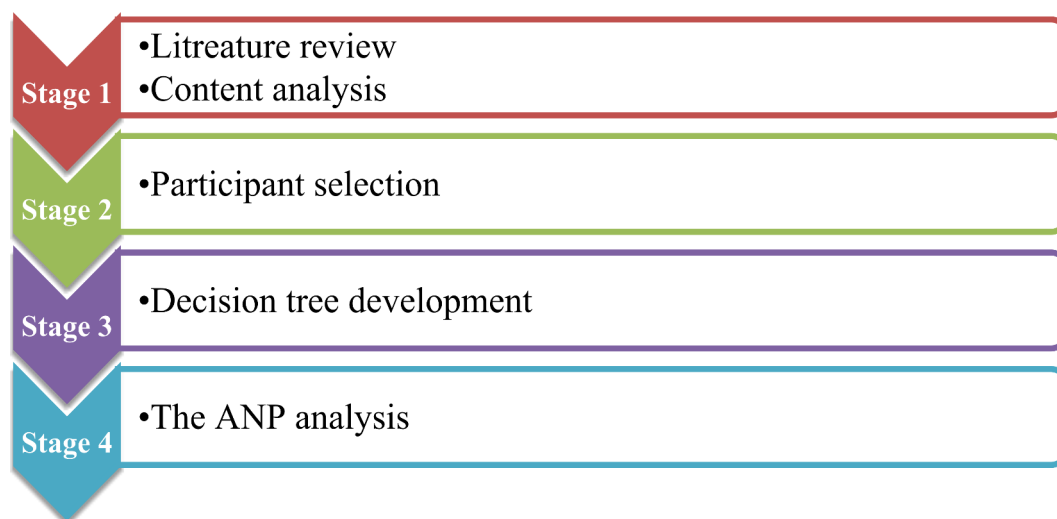 Stage 1
•Litreature review
•Content analysis
Stage 2
•Participant selection
Stage 3
•Decision tree development
Stage 4
•The ANP analysis